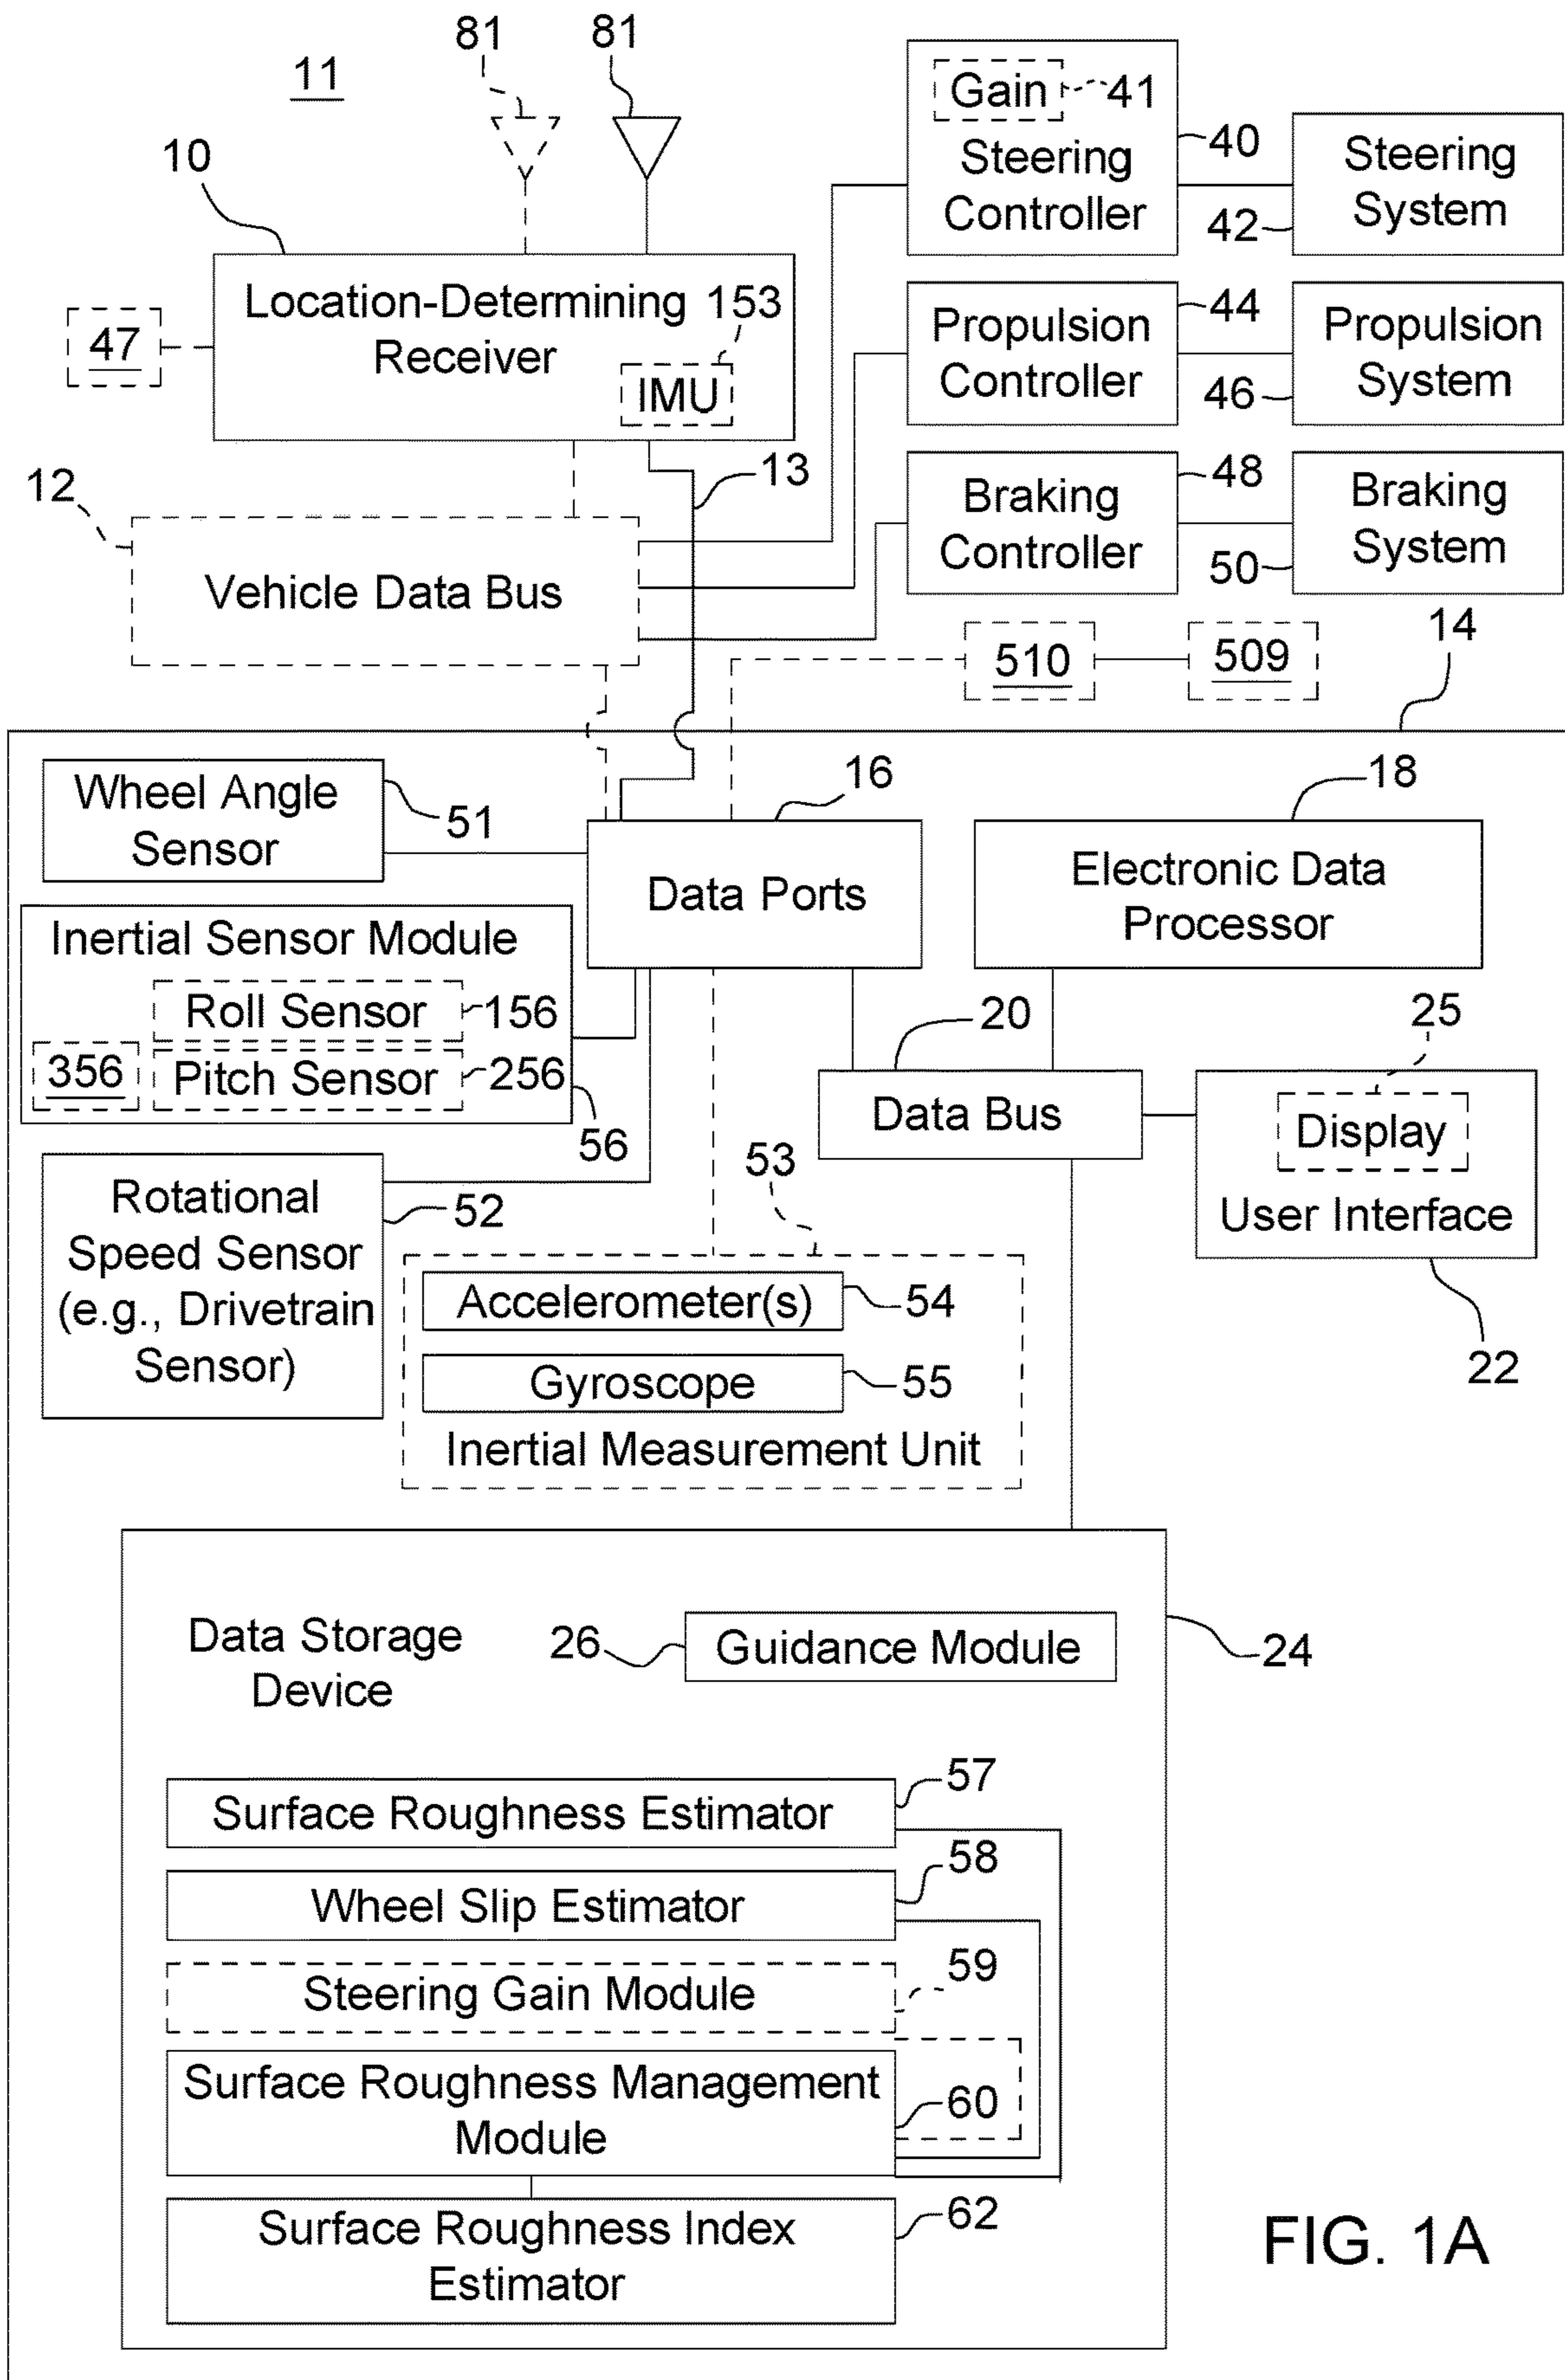 81
81
11
Gain
41
10
Steering
Controller
40
Steering
System
42
Location-Determining
Receiver
153
IMU
47
Propulsion
Controller
44
Propulsion
System
46
12
13
Braking
Controller
48
Braking
System
50
Vehicle Data Bus
510
509
14
Wheel Angle
Sensor
51
16
18
Data Ports
Electronic Data
Processor
Inertial Sensor Module
Roll Sensor
156
356
Pitch Sensor
256
56
20
25
Data Bus
Display
User Interface
22
Rotational
Speed Sensor
(e.g., Drivetrain
Sensor)
52
53
Accelerometer(s)
54
Gyroscope
55
Inertial Measurement Unit
Data Storage
Device
26
Guidance Module
24
Surface Roughness Estimator
57
Wheel Slip Estimator
58
Steering Gain Module
59
Surface Roughness Management
Module
60
Surface Roughness Index
Estimator
62
FIG. 1A